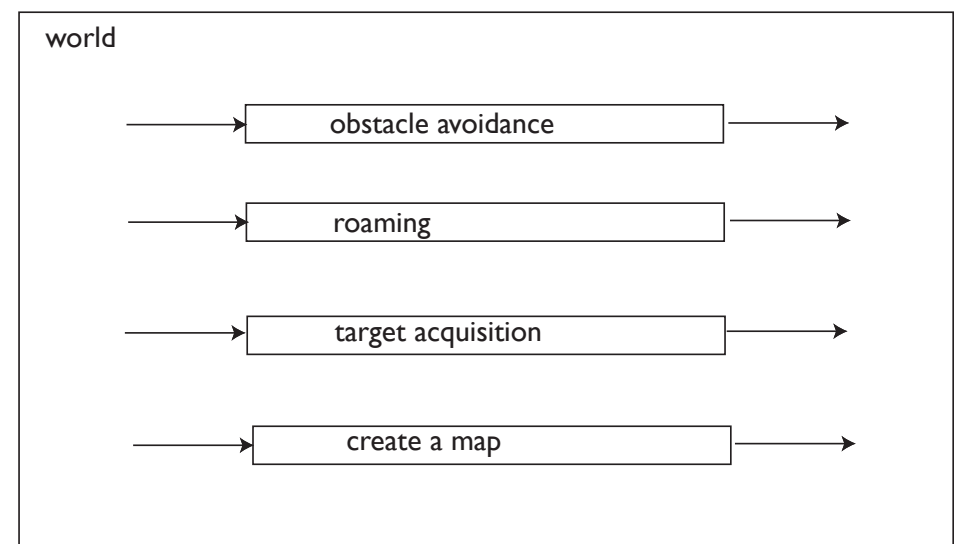 world
obstacle avoidance
roaming
target acquisition
create a map